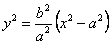 y² = b²/a² (x² − a²)